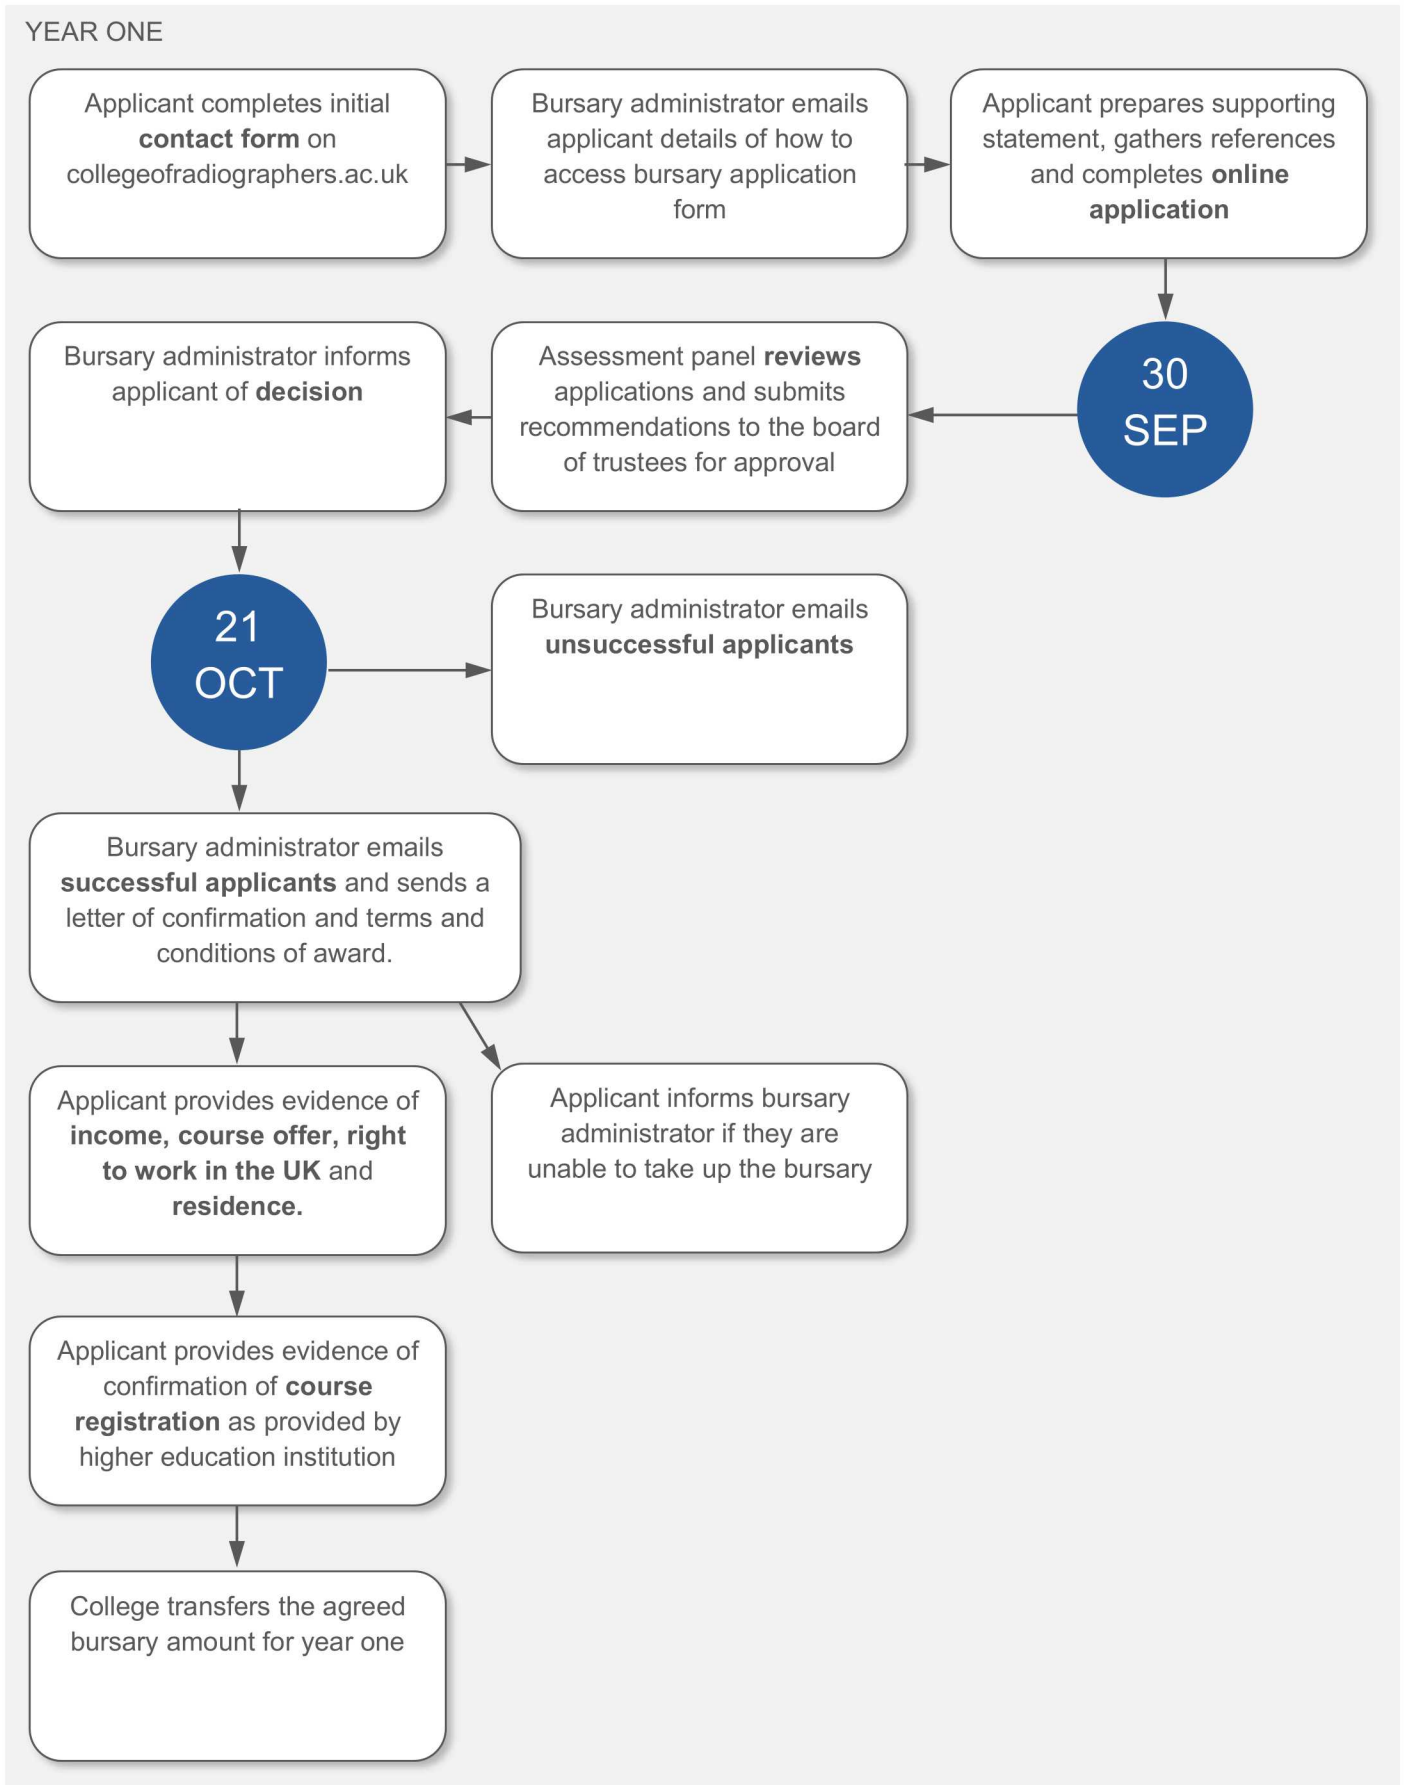 YEAR ONE
Applicant completes initial
contact form on
collegeofradiographers.ac.uk
Bursary administrator emails
applicant details of how to
access bursary application
form
Applicant prepares supporting
statement, gathers references
and completes online
application
30
SEP
Assessment panel reviews
applications and submits
recommendations to the board
of trustees for approval
Bursary administrator informs
applicant of decision
21
OCT
Bursary administrator emails
unsuccessful applicants
Bursary administrator emails
successful applicants and sends a
letter of confirmation and terms and
conditions of award.
Applicant provides evidence of
income, course offer, right
to work in the UK and
residence.
Applicant informs bursary
administrator if they are
unable to take up the bursary
Applicant provides evidence of
confirmation of course
registration as provided by
higher education institution
College transfers the agreed
bursary amount for year one